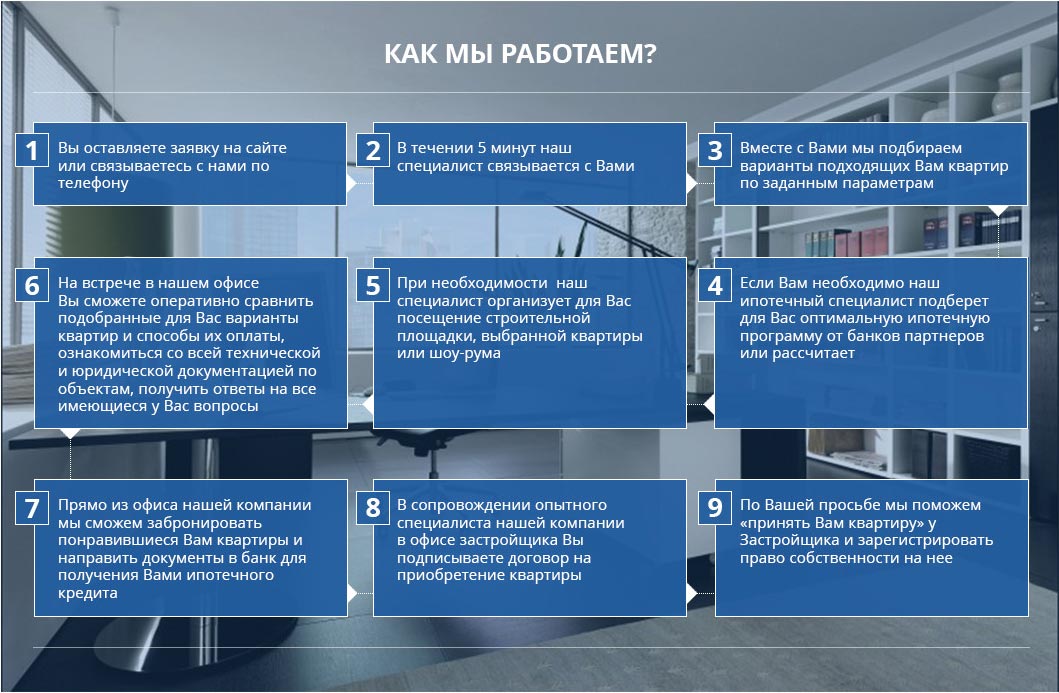 КАК МЫ РАБОТАЕМ?
1
Вы оставляете заявку на сайте
или связываетесь с нами по
телефону
2
В течении 5 минут наш
специалист связывается с Вами
3
Вместе с Вами мы подбираем
варианты подходящих Вам квартир
по заданным параметрам
4
Если Вам необходимо наш
ипотечный специалист подберет
для Вас оптимальную ипотечную
программу от банков партнеров
или рассчитает
5
При необходимости наш
специалист организует для Вас
посещение строительной
площадки, выбранной квартиры
или шоу-рума
6
На встрече в нашем офисе
Вы сможете оперативно сравнить
подобранные для Вас варианты
квартир и способы их оплаты,
ознакомиться со всей технической
и юридической документацией по
объектам, получить ответы на все
имеющиеся у Вас вопросы
7
Прямо из офиса нашей компании
мы сможем забронировать
понравившиеся Вам квартиры и
направить документы в банк для
получения Вами ипотечного
кредита
8
В сопровождении опытного
специалиста нашей компании
в офисе застройщика Вы
подписываете договор на
приобретение квартиры
9
По Вашей просьбе мы поможем
«принять Вам квартиру» у
Застройщика и зарегистрировать
право собственности на нее